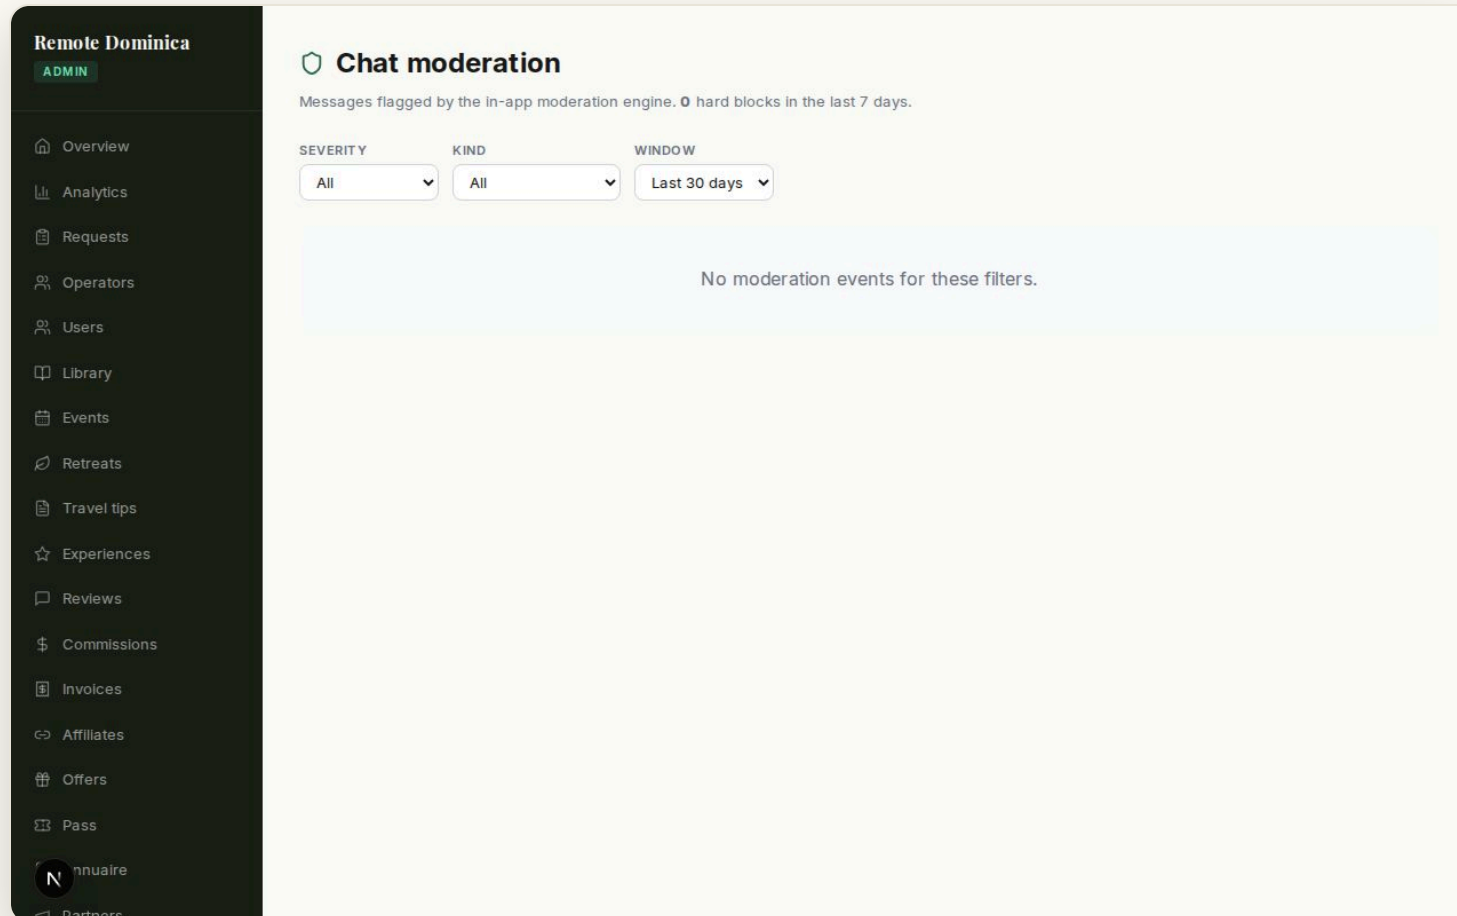 Remote Dominica
ADMIN
Overview
Analytics
Requests
Operators
Users
Library
Events
Retreats
Travel tips
Experiences
Reviews
Commissions
Invoices
Affiliates
Offers
Pass
nnuaire
Partners
Chat moderation
Messages flagged by the in-app moderation engine. 0 hard blocks in the last 7 days.
SEVERITY KIND WINDOW
All All Last 30 days
No moderation events for these filters.